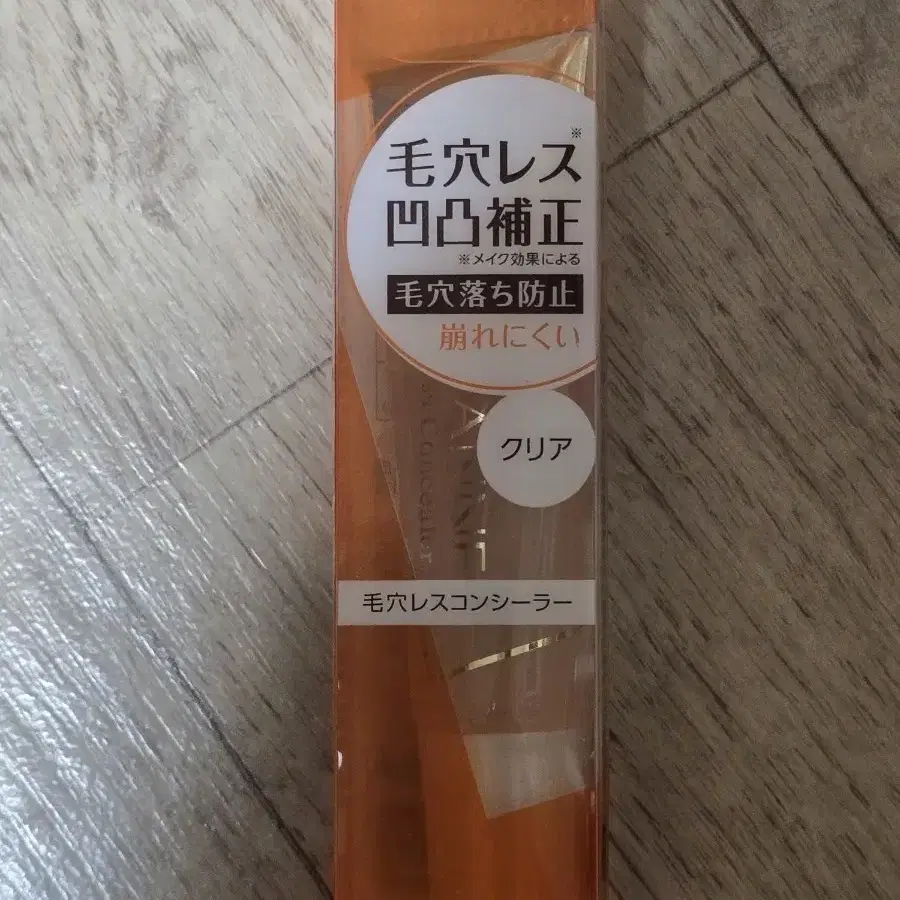 毛穴レス※
凹凸補正
※メイク効果による
毛穴落ち防止
崩れにくい
クリア
Concealer
毛穴レスコンシーラー